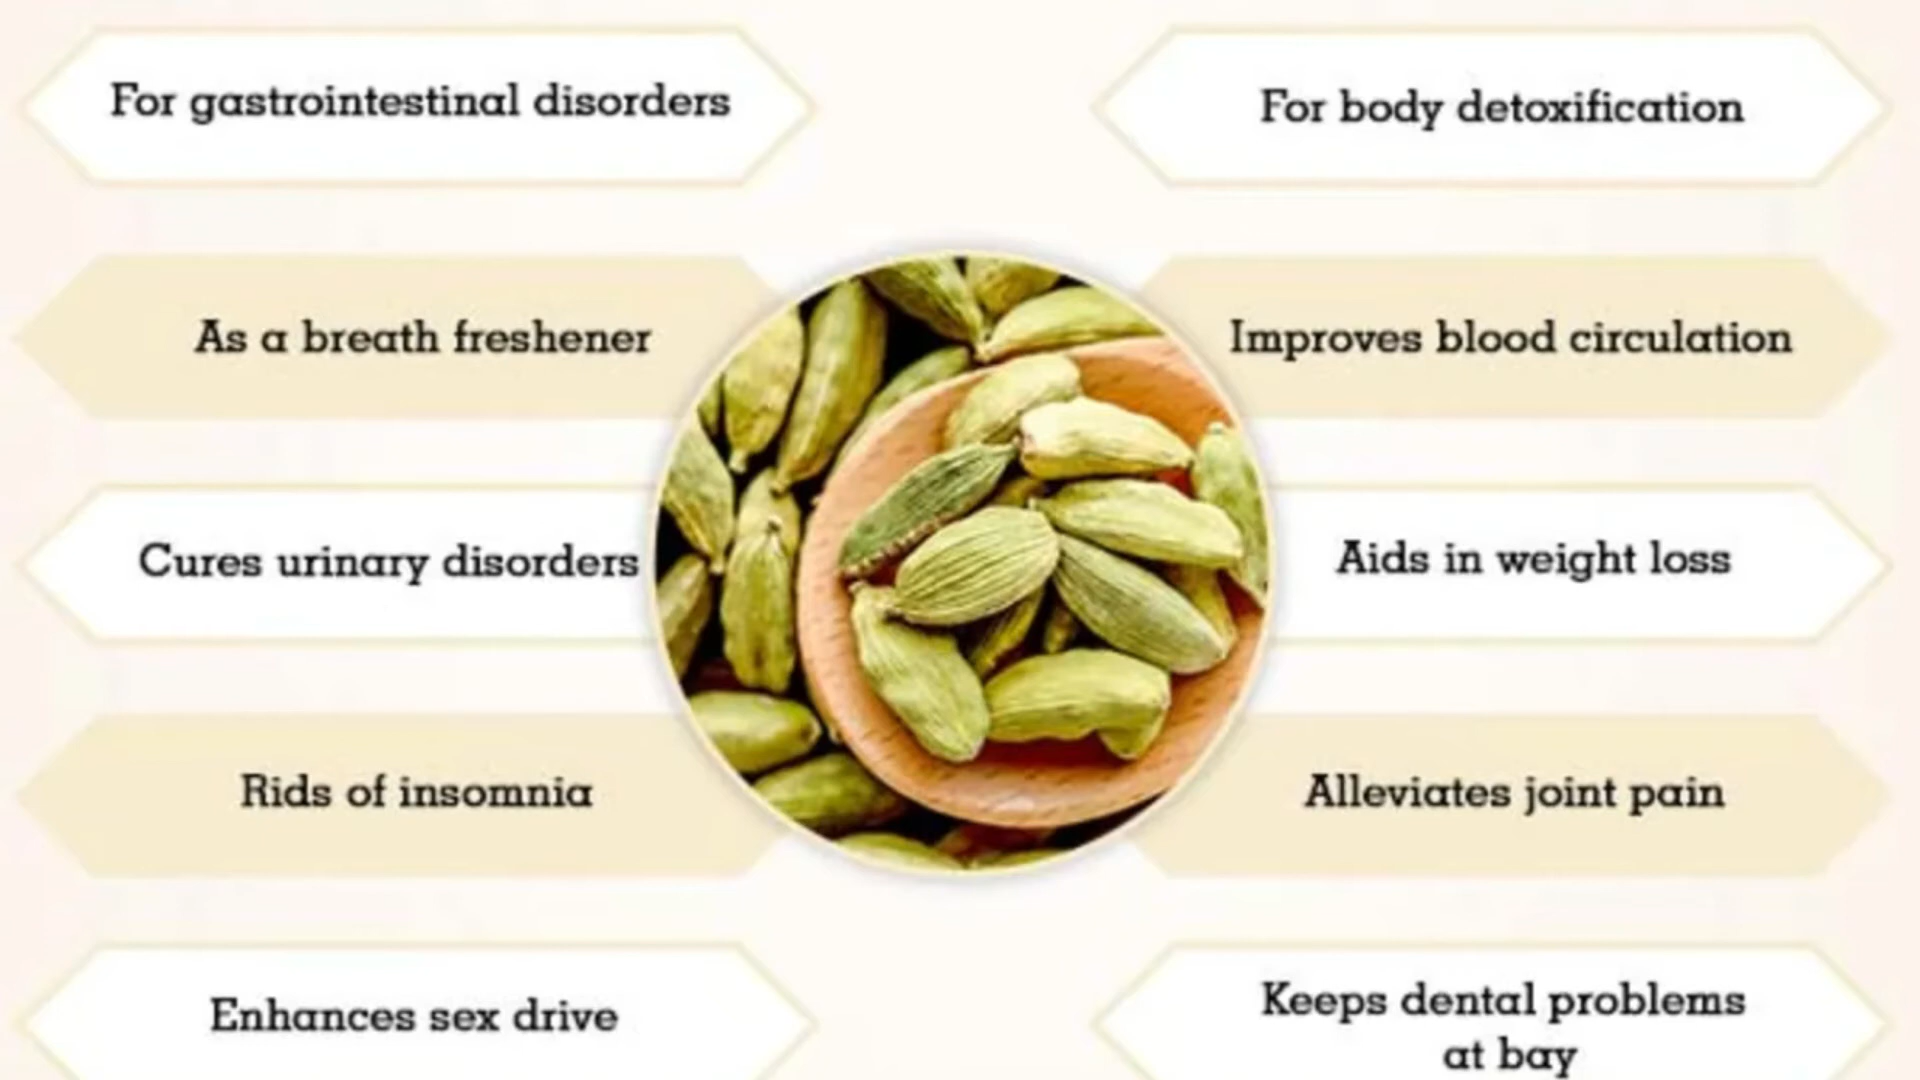 For gastrointestinal disorders
For body detoxification
As a breath freshener
Improves blood circulation
Cures urinary disorders
Aids in weight loss
Rids of insomnia
Alleviates joint pain
Enhances sex drive
Keeps dental problems
at bay